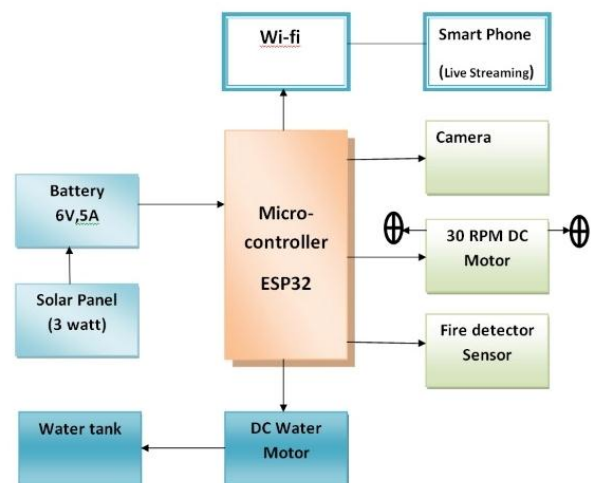 Wi-fi
Smart Phone
(Live Streaming)
Camera
Battery
6V,5A
Micro-
controller
ESP32
30 RPM DC
Motor
Solar Panel
(3 watt)
Fire detector
Sensor
Water tank
DC Water
Motor